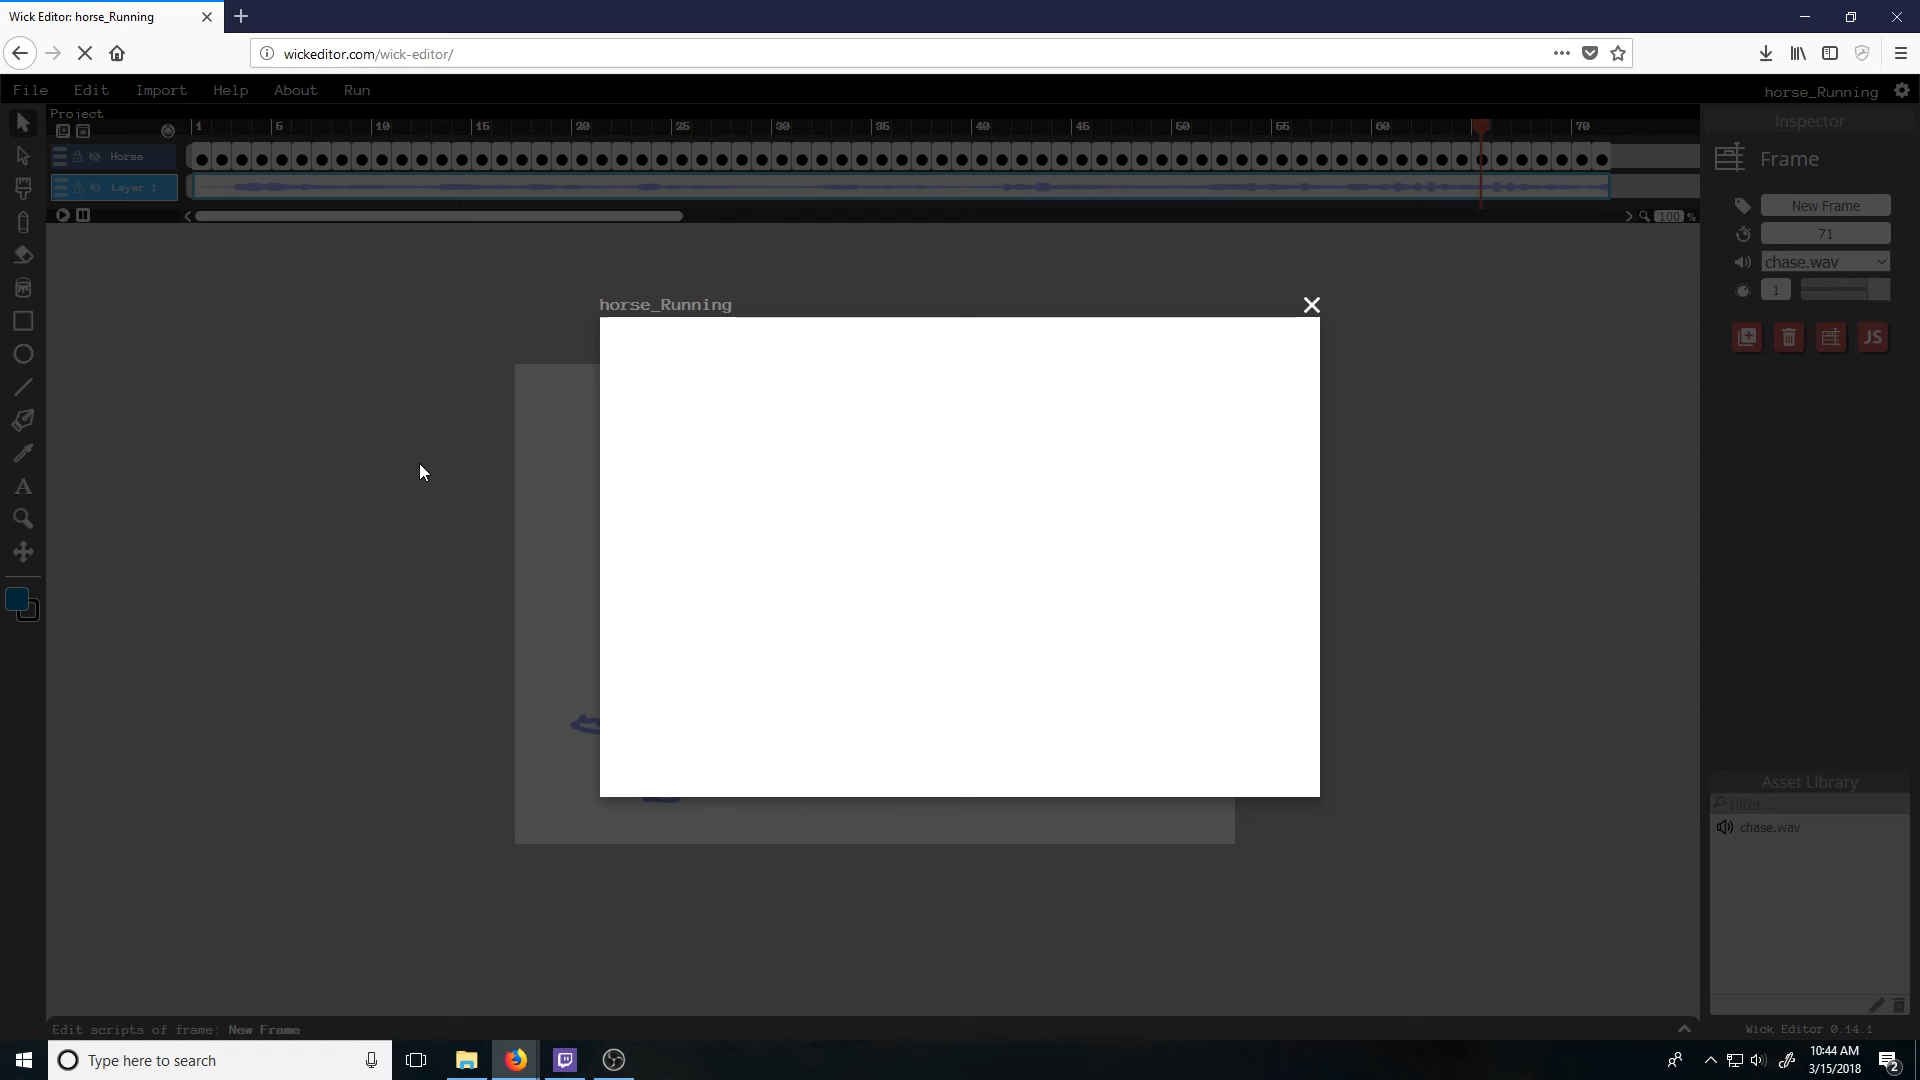 Wick Editor: horse_Running
wickeditor.com/wick-editor/
File Edit Import Help About Run
horse_Running
Project
1 5 10 15 20 25 30 35 40 45 50 55 60 70
Horse
Layer 1
100 %
Inspector
Frame
New Frame
71
chase.wav
1
JS
horse_Running
Asset Library
filter...
chase.wav
Edit scripts of frame: New Frame
Wick Editor 0.14.1
Type here to search
10:44 AM
3/15/2018
2